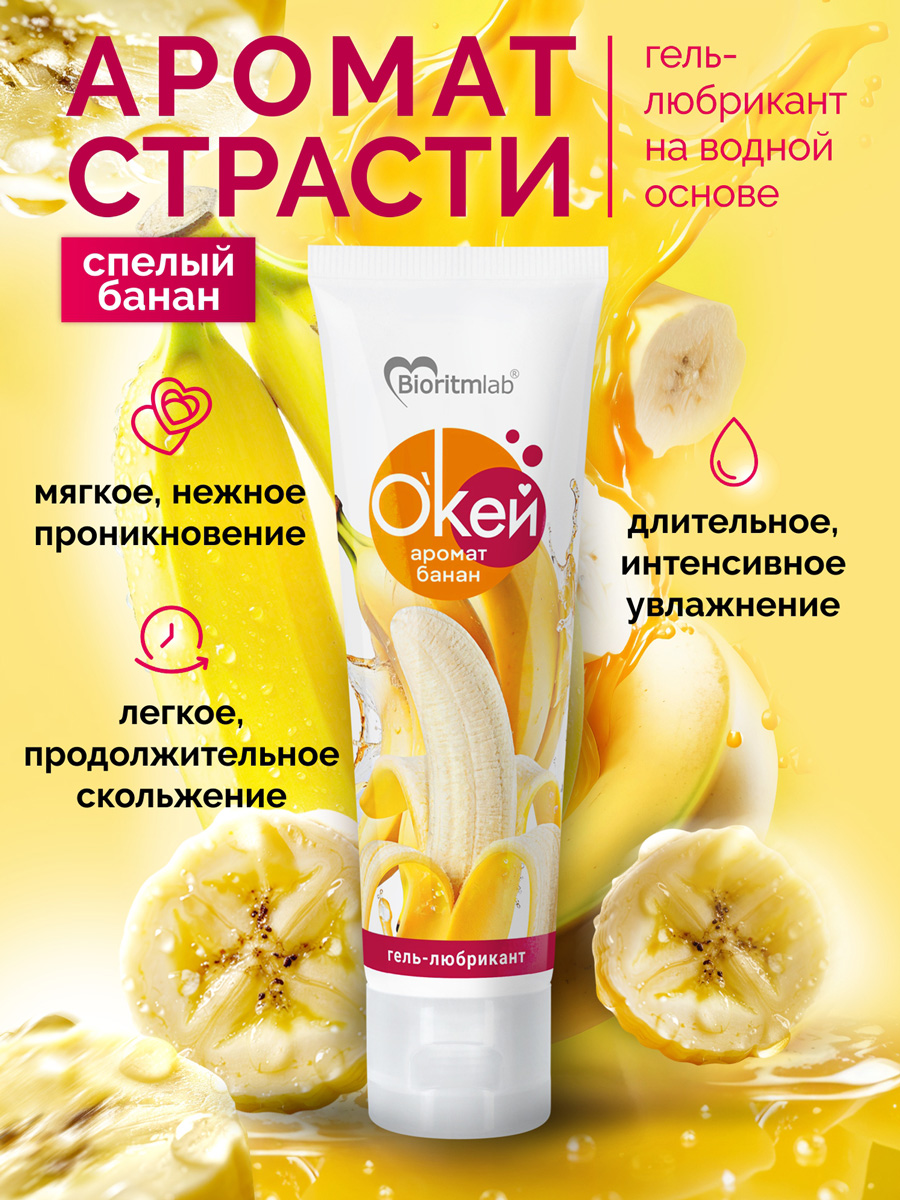 АРОМАТ
СТРАСТИ
гель-
любрикант
на водной
основе
спелый
банан
Bioritmlab®
О'Кей
аромат
банан
мягкое, нежное
проникновение
длительное,
интенсивное
увлажнение
легкое,
продолжительное
скольжение
гель-любрикант